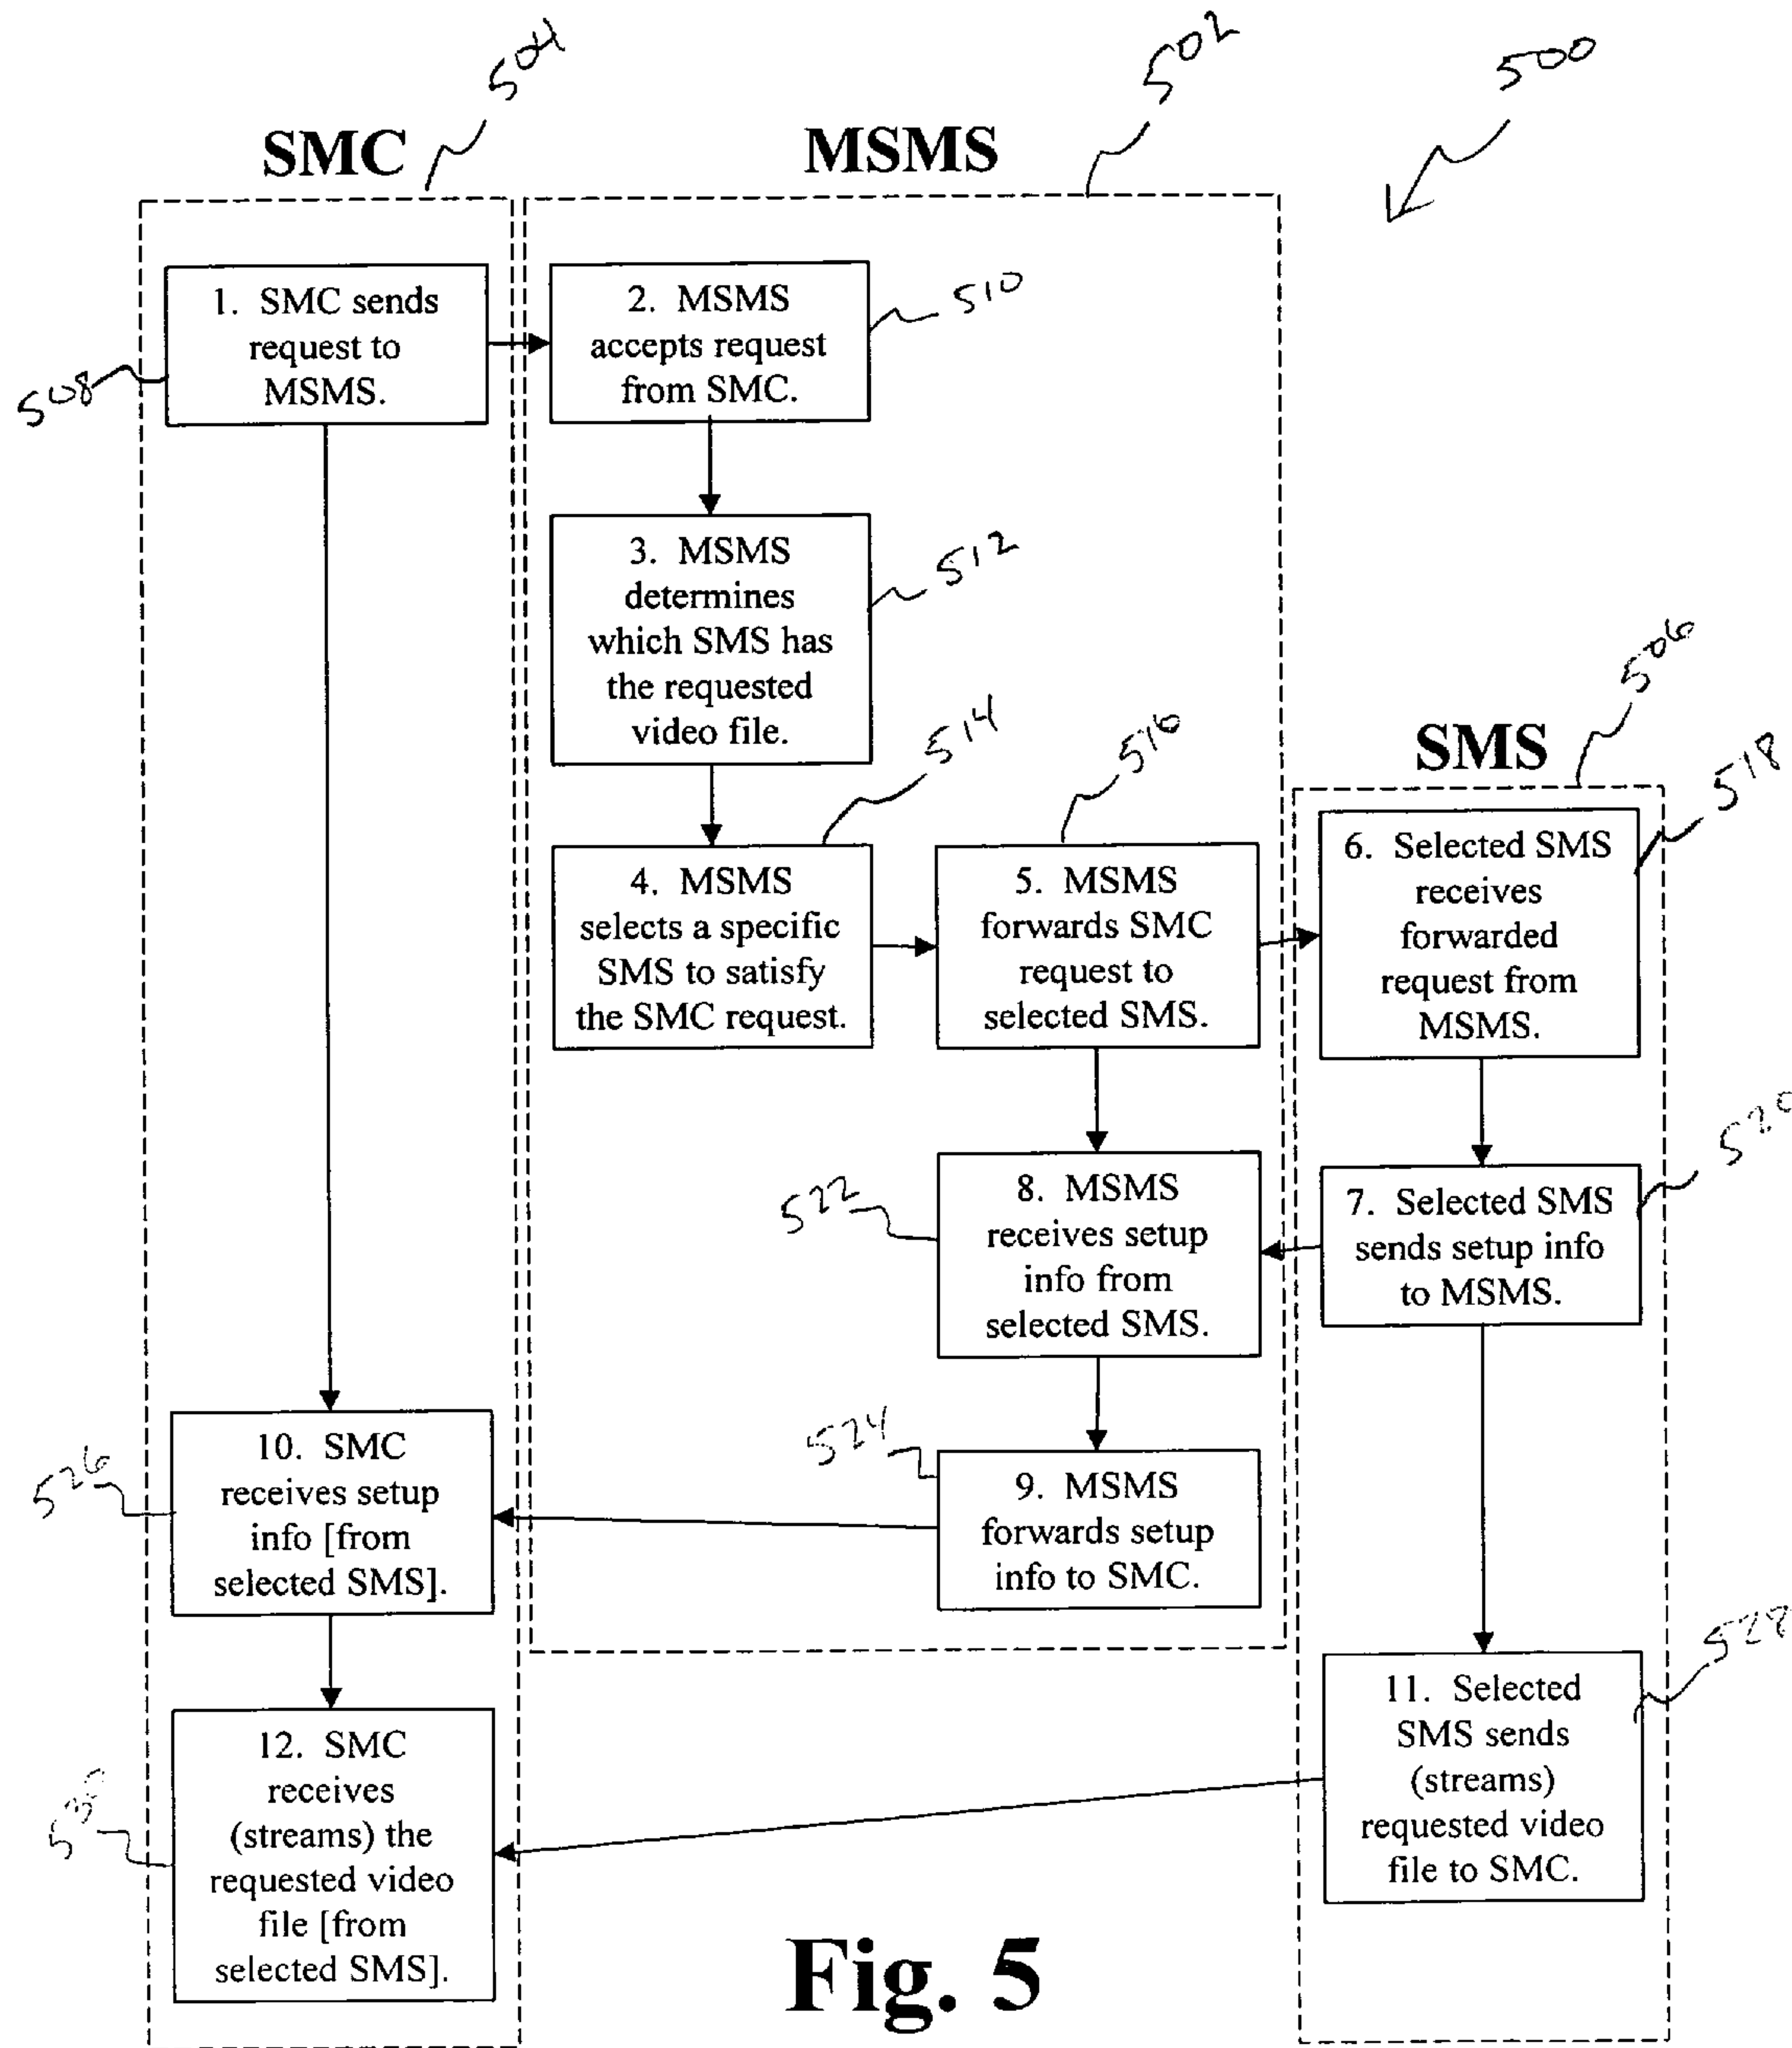 504
502
500
SMC
MSMS
1. SMC sends
request to
MSMS.
508
2. MSMS
accepts request
from SMC.
510
3. MSMS
determines
which SMS has
the requested
video file.
512
514
516
506
SMS
518
4. MSMS
selects a specific
SMS to satisfy
the SMC request.
5. MSMS
forwards SMC
request to
selected SMS.
6. Selected SMS
receives
forwarded
request from
MSMS.
520
522
8. MSMS
receives setup
info from
selected SMS.
7. Selected SMS
sends setup info
to MSMS.
524
526
10. SMC
receives setup
info [from
selected SMS].
9. MSMS
forwards setup
info to SMC.
528
11. Selected
SMS sends
(streams)
requested video
file to SMC.
530
12. SMC
receives
(streams) the
requested video
file [from
selected SMS].
Fig. 5